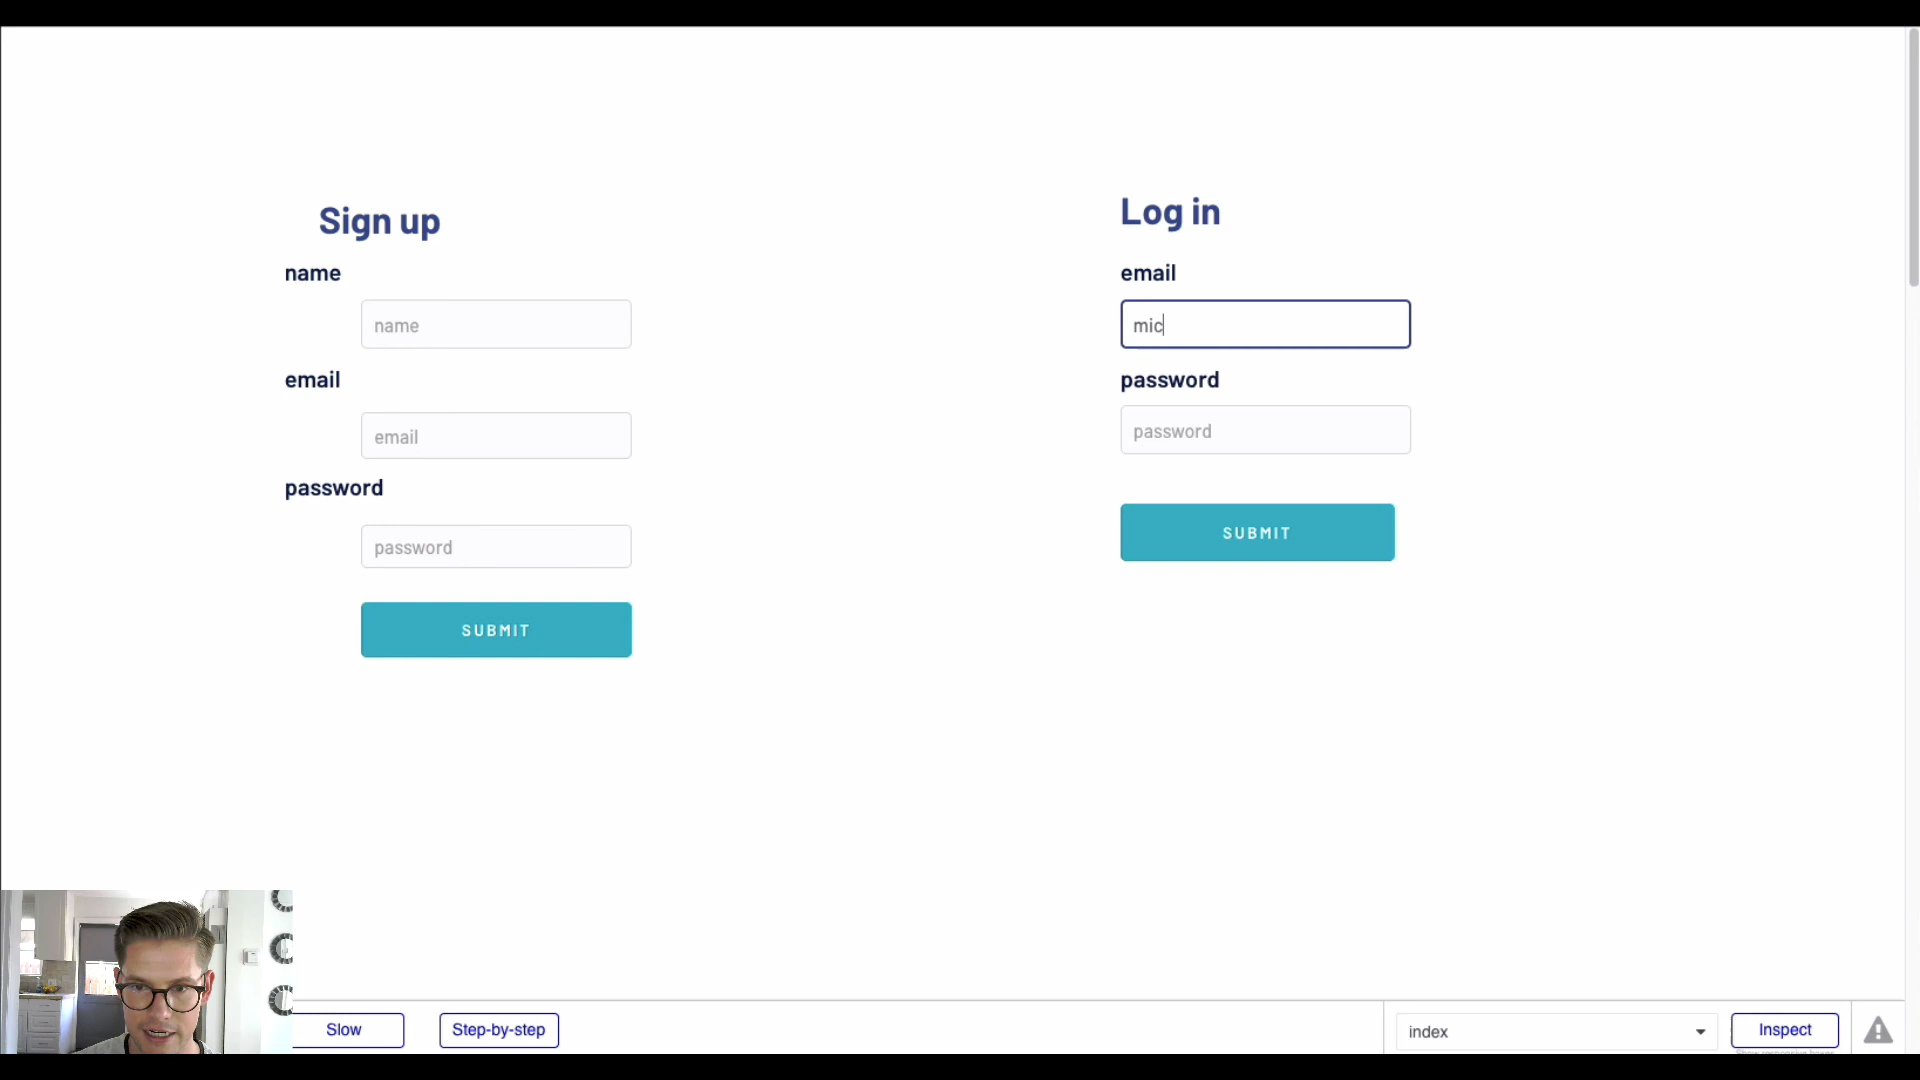 Sign up
name
name
email
email
password
password
SUBMIT
Log in
email
mic
password
password
SUBMIT
Slow
Step-by-step
index
Inspect